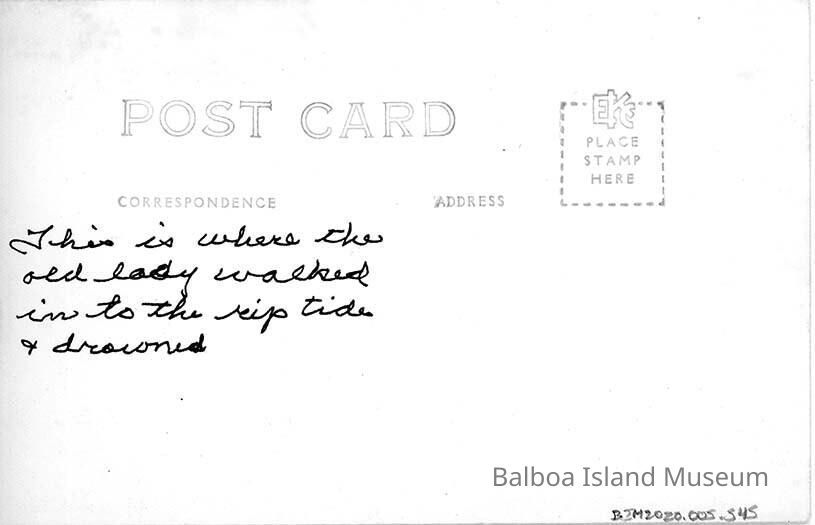 POST CARD
EKC
PLACE
STAMP
HERE
CORRESPONDENCE
ADDRESS
This is where the
old lady walked
in to the rip tide
& drowned
Balboa Island Museum
BIM2020.005.545